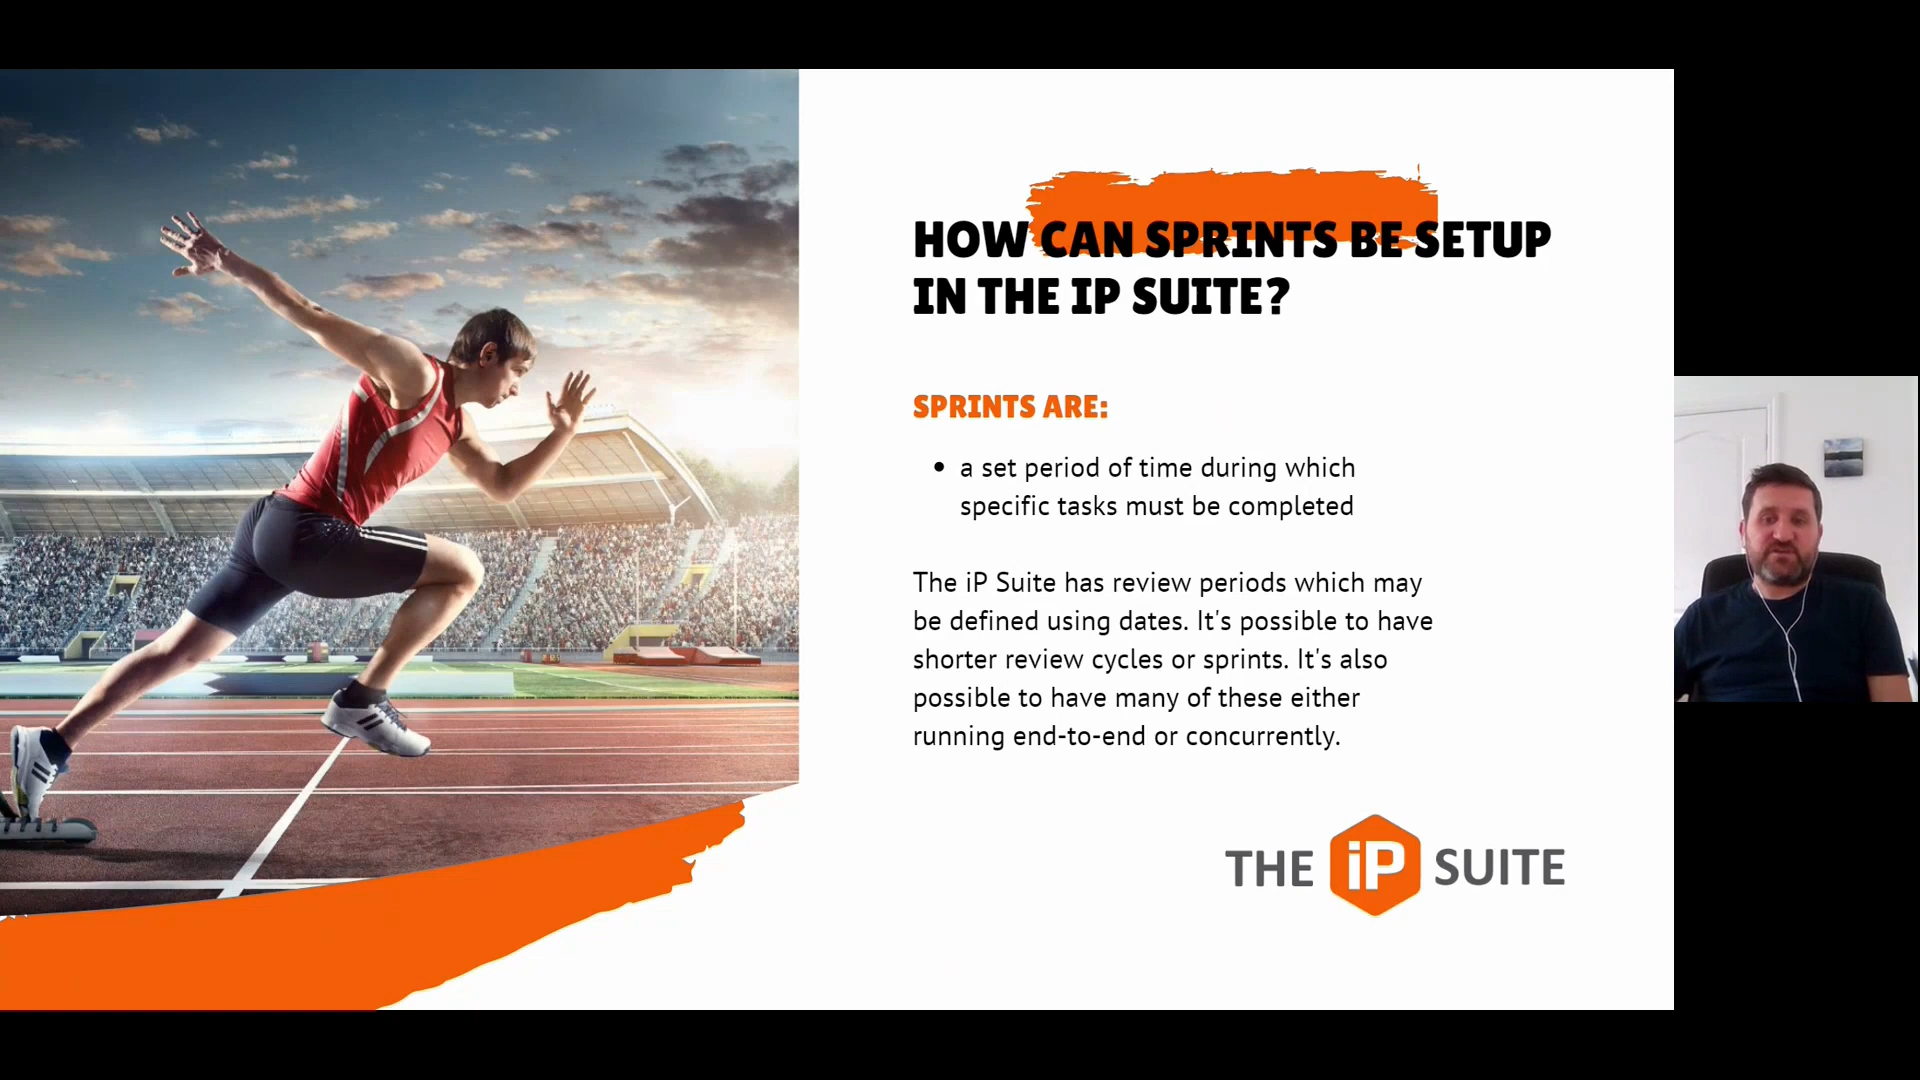 HOW CAN SPRINTS BE SETUP
IN THE IP SUITE?
SPRINTS ARE:
• a set period of time during which
specific tasks must be completed
The iP Suite has review periods which may
be defined using dates. It's possible to have
shorter review cycles or sprints. It's also
possible to have many of these either
running end-to-end or concurrently.
THE iP SUITE